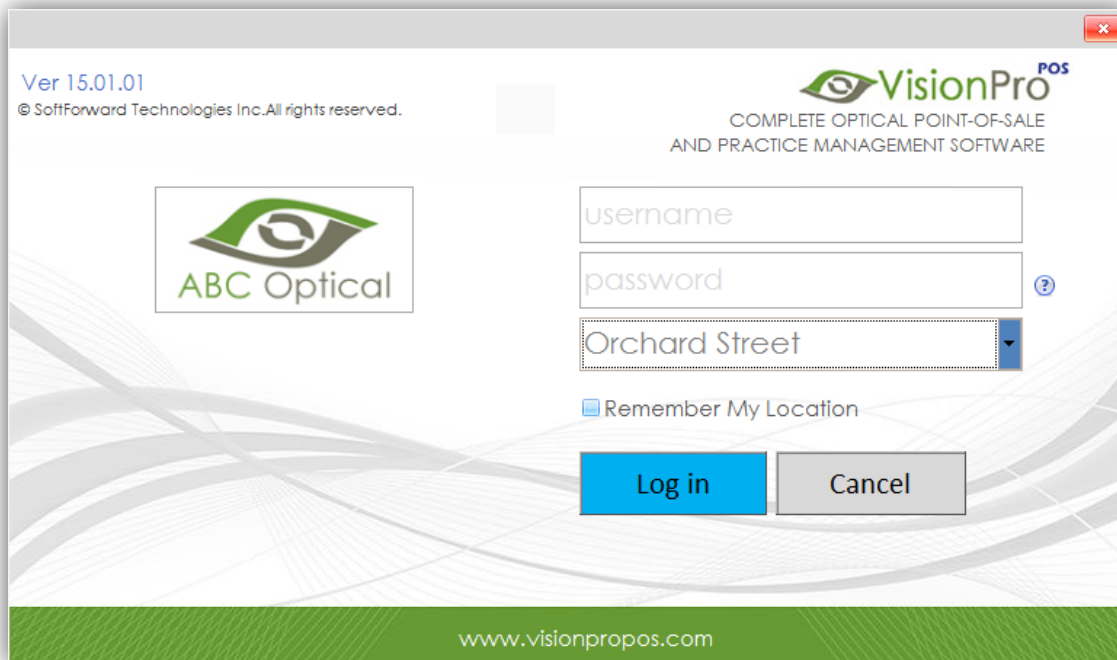 Ver 15.01.01
© SoftForward Technologies Inc.All rights reserved.
VisionPro POS
COMPLETE OPTICAL POINT-OF-SALE
AND PRACTICE MANAGEMENT SOFTWARE
ABC Optical
username
password
?
Orchard Street
Remember My Location
Log in
Cancel
www.visionpropos.com